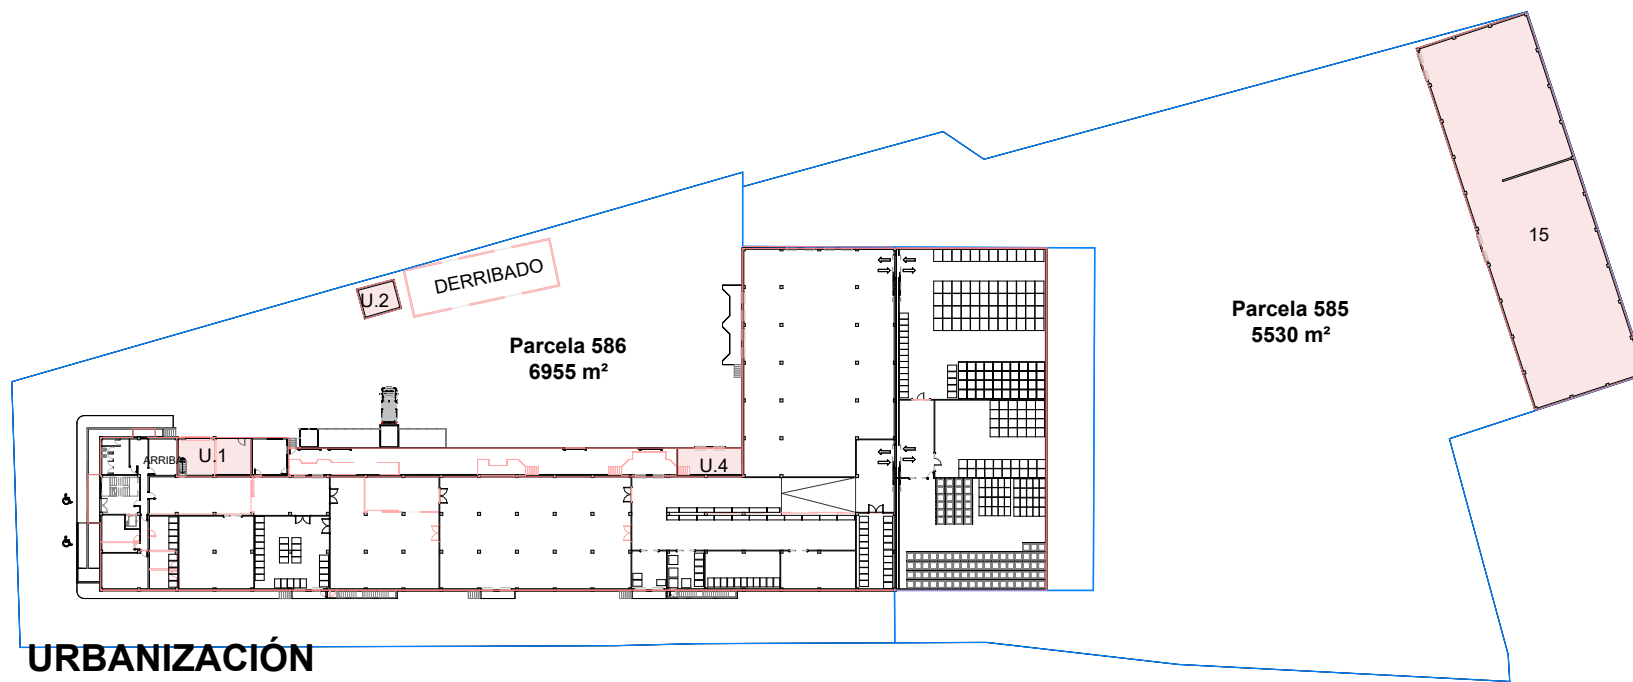 15
DERRIBADO
U.2
Parcela 585
5530 m²
Parcela 586
6955 m²
ARRIBA
U.1
U.4
URBANIZACIÓN